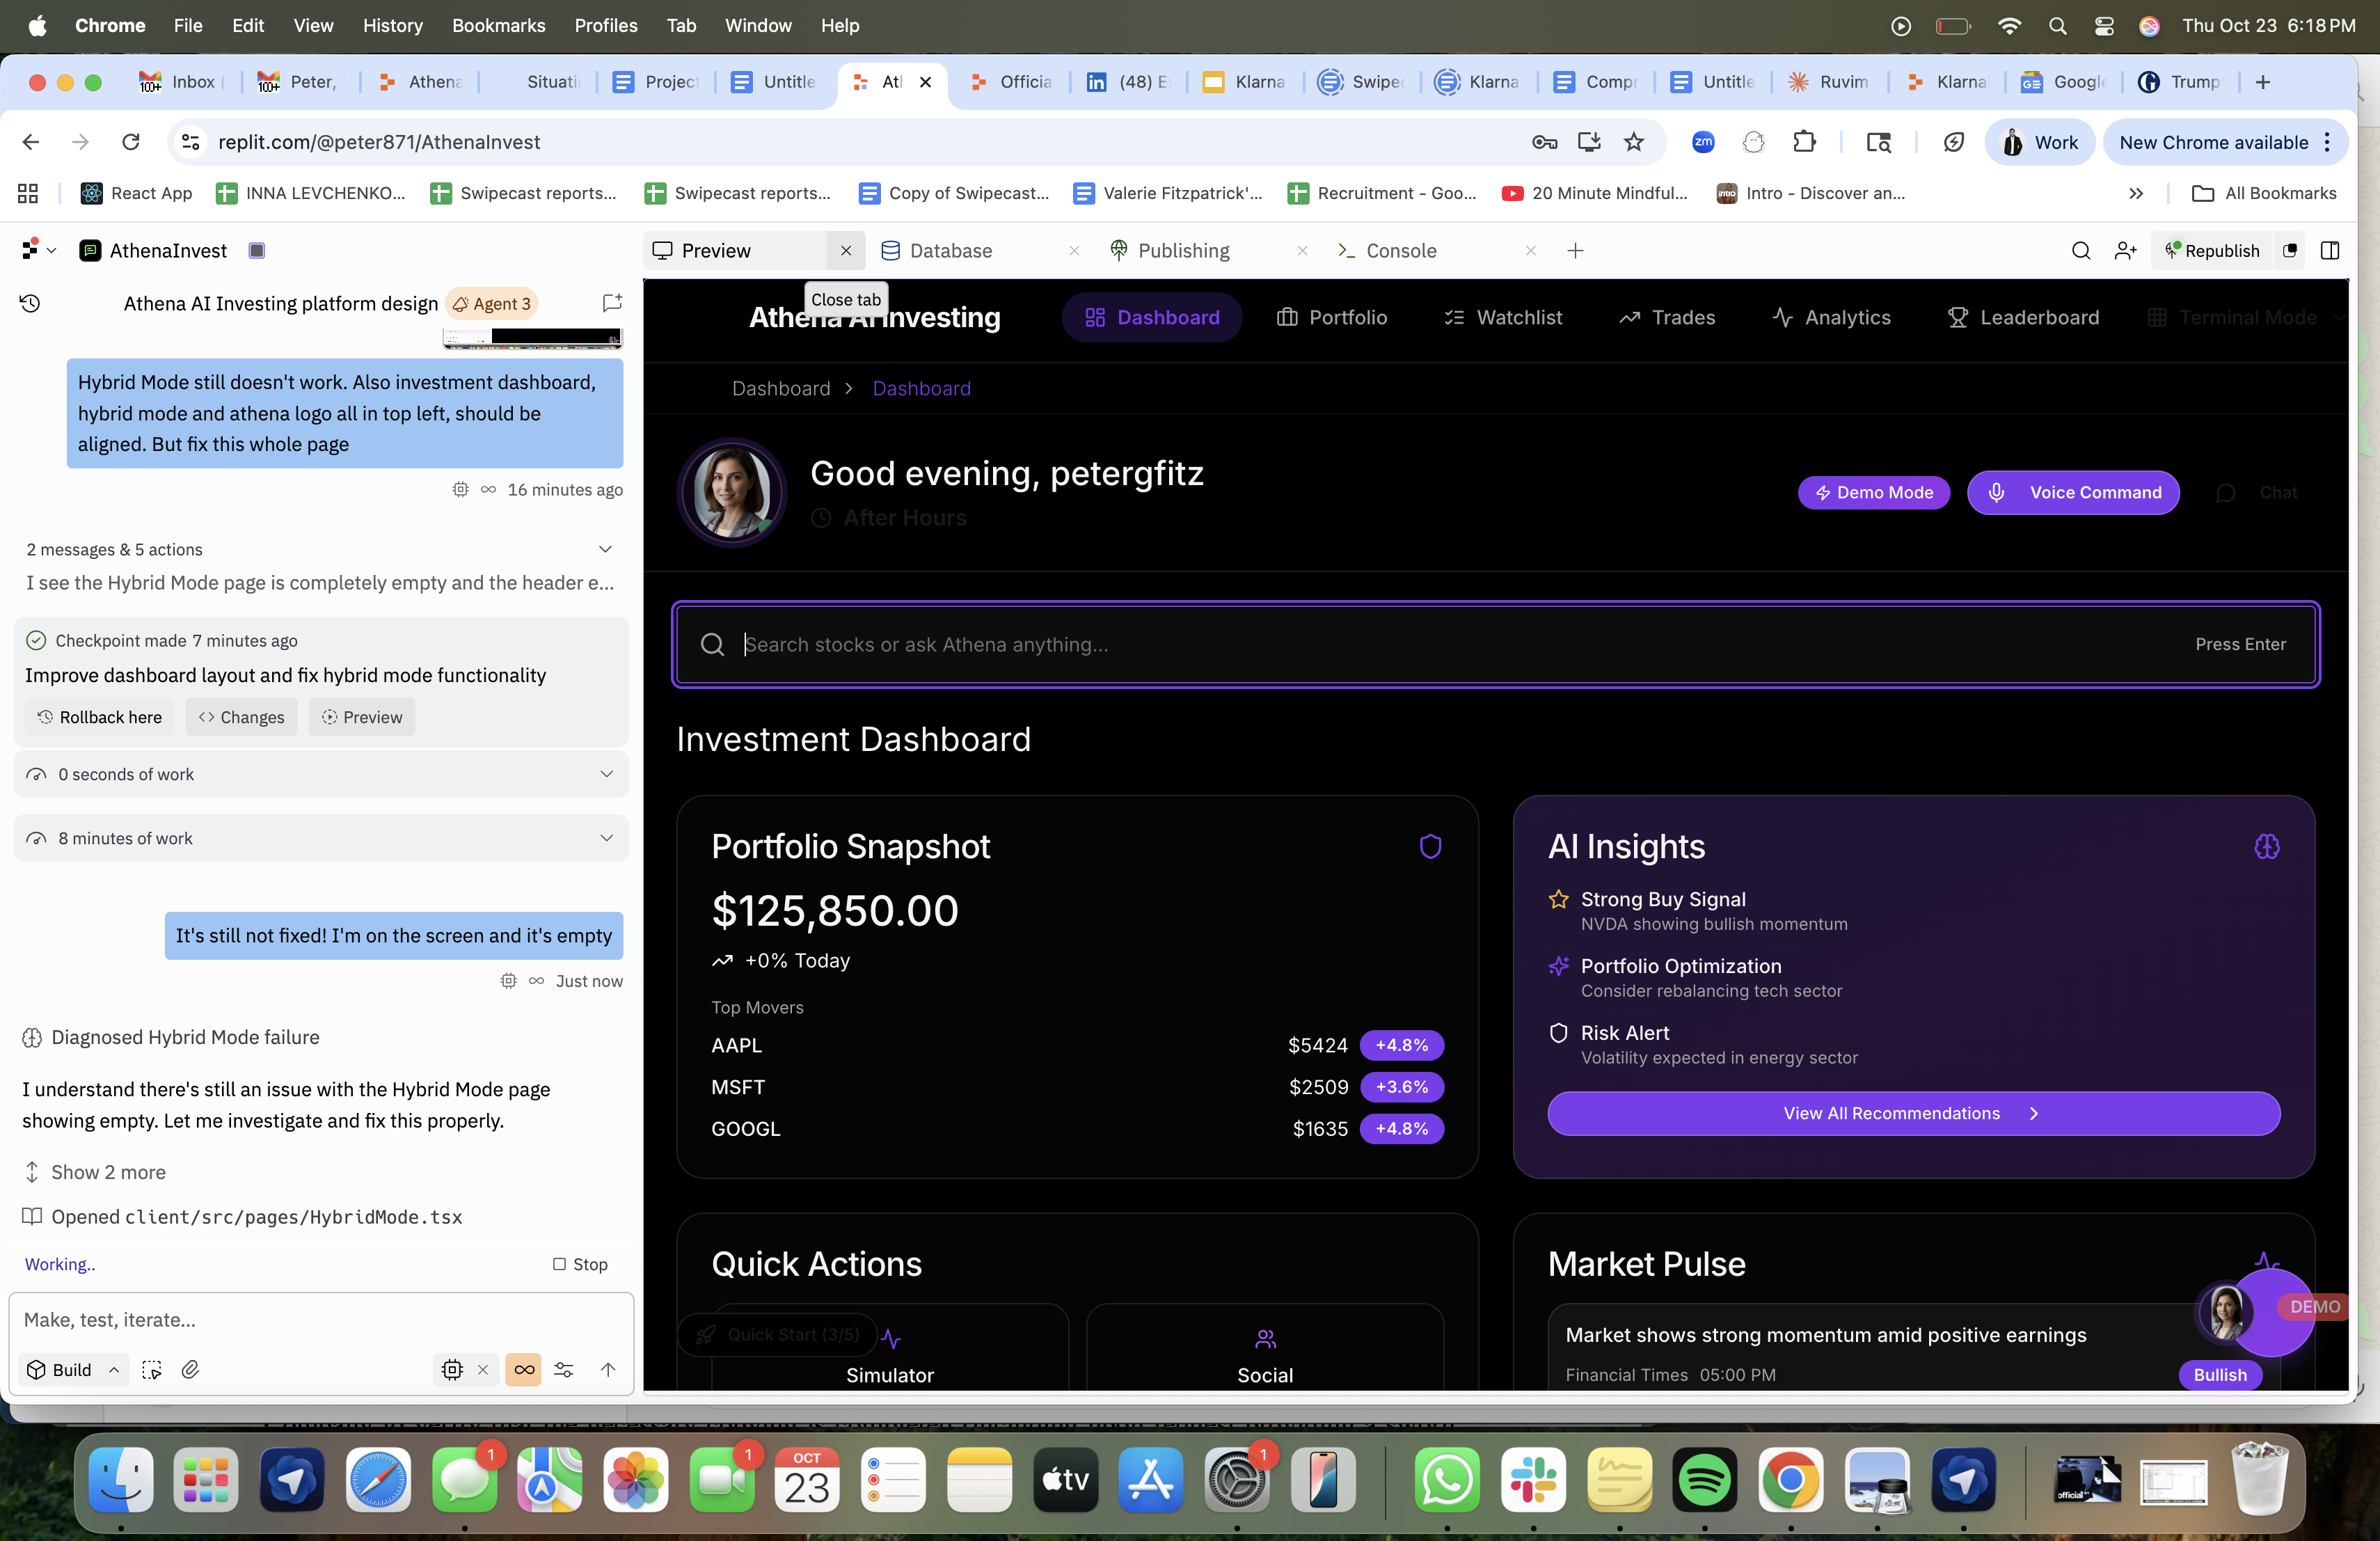 Chrome File Edit View History Bookmarks Profiles Tab Window Help Thu Oct 23 6:18 PM
Inbox ( Peter, Athena Situati Project Untitle Ath Officia (48) E Klarna Swipec Klarna Compr Untitle Ruvim Klarna Google Trump
replit.com/@peter871/AthenaInvest Work New Chrome available
React App INNA LEVCHENKO... Swipecast reports... Swipecast reports... Copy of Swipecast... Valerie Fitzpatrick'... Recruitment - Goo... 20 Minute Mindful... Intro - Discover an... All Bookmarks
AthenaInvest Preview Database Publishing Console Republish
Athena AI Investing platform design Agent 3
Close tab
Hybrid Mode still doesn't work. Also investment dashboard,
hybrid mode and athena logo all in top left, should be
aligned. But fix this whole page
16 minutes ago
2 messages & 5 actions
I see the Hybrid Mode page is completely empty and the header e...
Checkpoint made 7 minutes ago
Improve dashboard layout and fix hybrid mode functionality
Rollback here Changes Preview
0 seconds of work
8 minutes of work
It's still not fixed! I'm on the screen and it's empty
Just now
Diagnosed Hybrid Mode failure
I understand there's still an issue with the Hybrid Mode page
showing empty. Let me investigate and fix this properly.
Show 2 more
Opened client/src/pages/HybridMode.tsx
Working.. Stop
Make, test, iterate...
Build
Athena AI Investing Dashboard Portfolio Watchlist Trades Analytics Leaderboard Terminal Mode
Dashboard > Dashboard
Good evening, petergfitz
After Hours
Demo Mode Voice Command Chat
Search stocks or ask Athena anything... Press Enter
Investment Dashboard
Portfolio Snapshot
$125,850.00
+0% Today
Top Movers
AAPL $5424 +4.8%
MSFT $2509 +3.6%
GOOGL $1635 +4.8%
AI Insights
Strong Buy Signal
NVDA showing bullish momentum
Portfolio Optimization
Consider rebalancing tech sector
Risk Alert
Volatility expected in energy sector
View All Recommendations
Quick Actions
Quick Start (3/5)
Simulator Social
Market Pulse
DEMO
Market shows strong momentum amid positive earnings
Financial Times 05:00 PM Bullish
1 1 OCT 23 tv 1
official